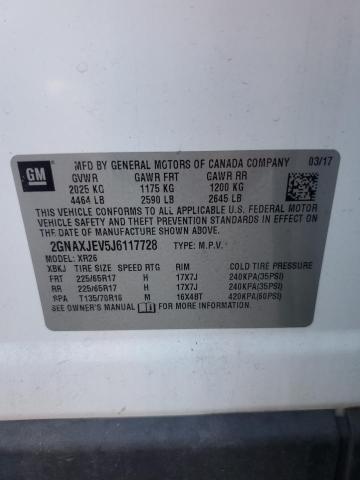 GM
MFD BY GENERAL MOTORS OF CANADA COMPANY 03/17
GVWR GAWR FRT GAWR RR
2025 KG 1175 KG 1200 KG
4464 LB 2590 LB 2645 LB
THIS VEHICLE CONFORMS TO ALL APPLICABLE U.S. FEDERAL MOTOR
VEHICLE SAFETY AND THEFT PREVENTION STANDARDS IN EFFECT ON
THE DATE OF MANUFACTURE SHOWN ABOVE.
2GNAXJEV5J6117728 TYPE: M.P.V.
MODEL: XR26
XBKJ TIRE SIZE SPEED RTG RIM COLD TIRE PRESSURE
FRT 225/65R17 H 17X7J 240KPA(35PSI)
RR 225/65R17 H 17X7J 240KPA(35PSI)
SPA T135/70R16 M 16X4BT 420KPA(60PSI)
SEE OWNER'S MANUAL FOR MORE INFORMATION